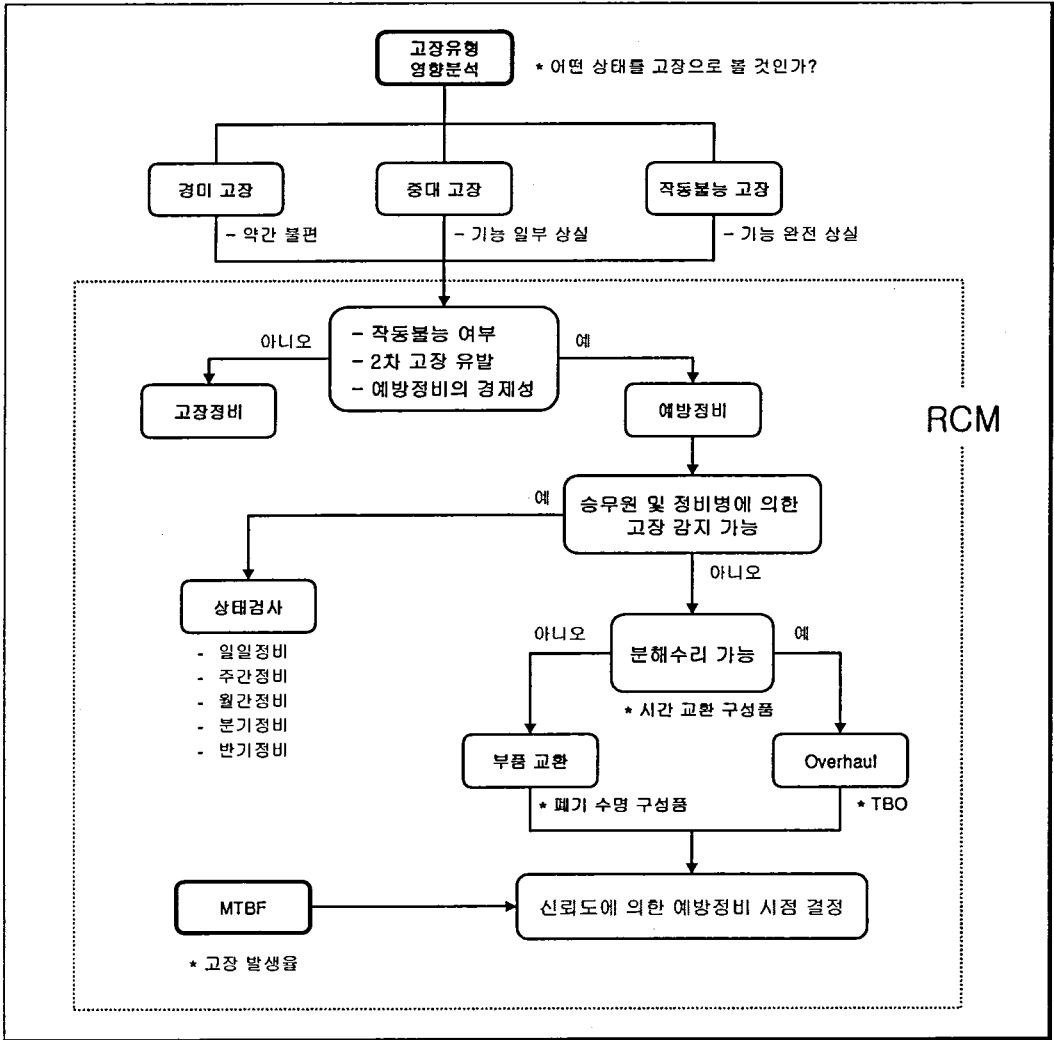 고장유형
영향분석
* 어떤 상태를 고장으로 볼 것인가?
경미 고장
중대 고장
작동불능 고장
- 약간 불편
- 기능 일부 상실
- 기능 완전 상실
- 작동불능 여부
- 2차 고장 유발
- 예방정비의 경제성
아니오
예
고장정비
예방정비
RCM
승무원 및 정비병에 의한
고장 감지 가능
예
아니오
상태검사
- 일일정비
- 주간정비
- 월간정비
- 분기정비
- 반기정비
분해수리 가능
아니오
예
* 시간 교환 구성품
부품 교환
Overhaul
* 폐기 수명 구성품
* TBO
MTBF
신뢰도에 의한 예방정비 시점 결정
* 고장 발생율